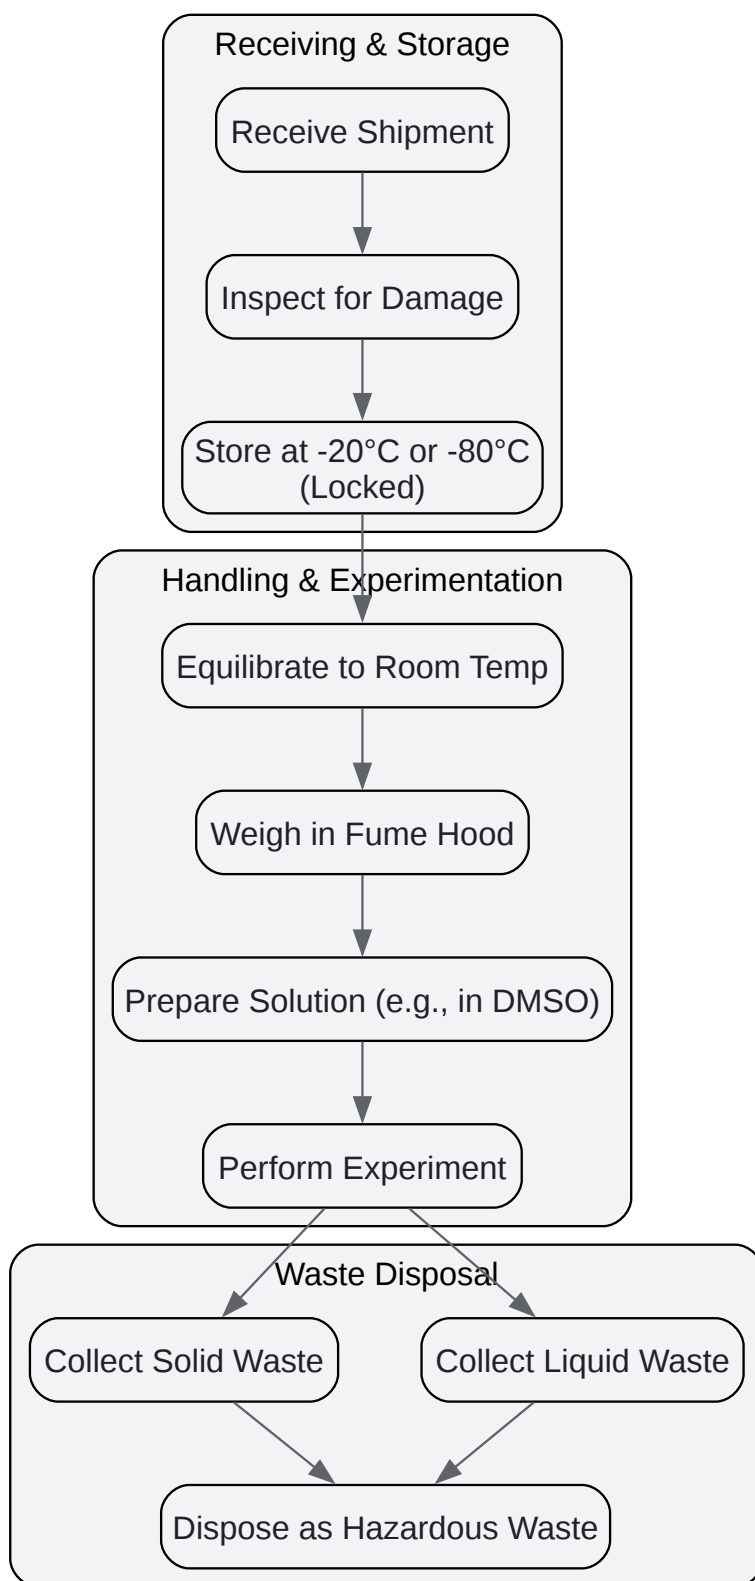 Receiving & Storage
Receive Shipment
Inspect for Damage
Store at -20°C or -80°C
(Locked)
Handling & Experimentation
Equilibrate to Room Temp
Weigh in Fume Hood
Prepare Solution (e.g., in DMSO)
Perform Experiment
Waste Disposal
Collect Solid Waste
Collect Liquid Waste
Dispose as Hazardous Waste